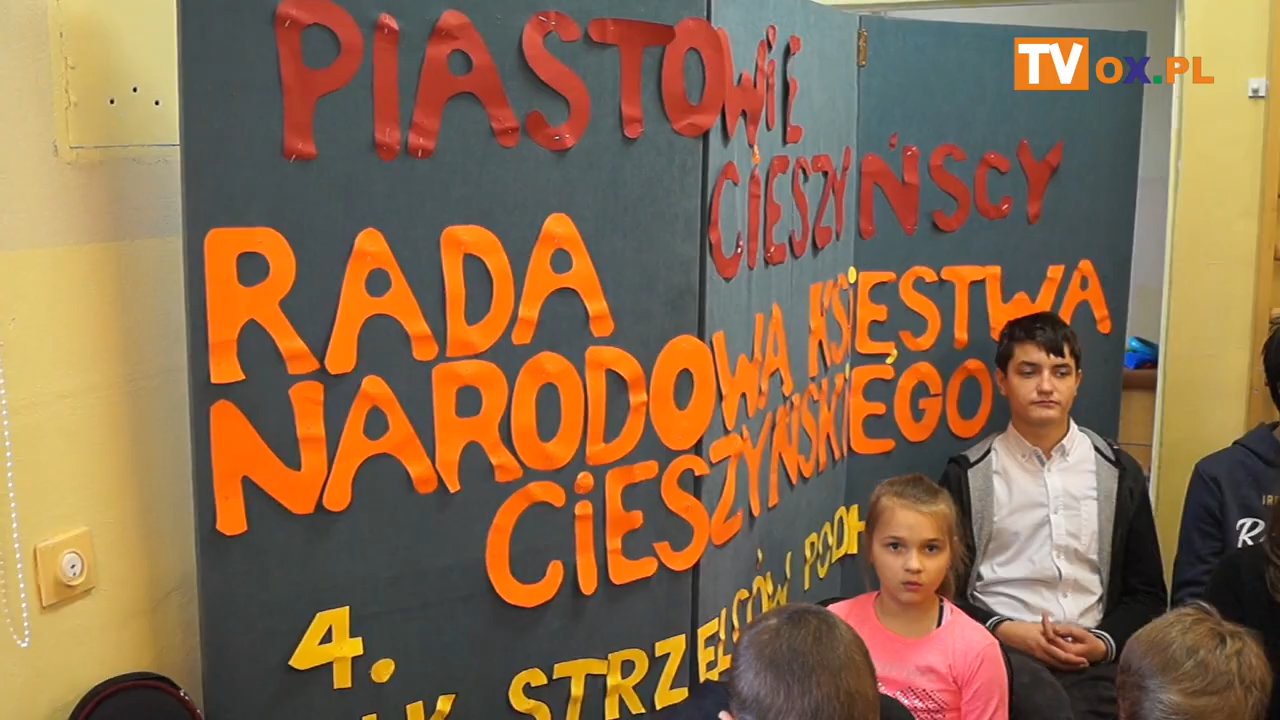 TVOX.PL
PIASTOWiE
CiESZYŃSCY
RADA
NARODOWA KSiĘSTWA
CiESZYŃSKiEGO
4.
STRZELCÓW